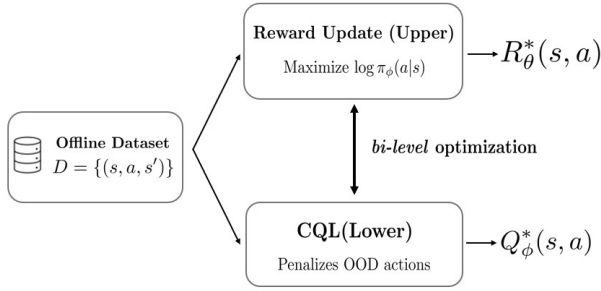 Reward Update (Upper)
Maximize log π_ϕ(a|s)
R*_θ(s, a)
Offline Dataset
D = {(s, a, s′)}
bi-level optimization
CQL(Lower)
Penalizes OOD actions
Q*_ϕ(s, a)